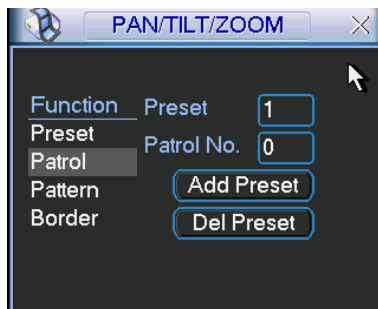 PAN/TILT/ZOOM
Function
Preset
Patrol
Pattern
Border
Preset 1
Patrol No. 0
Add Preset
Del Preset